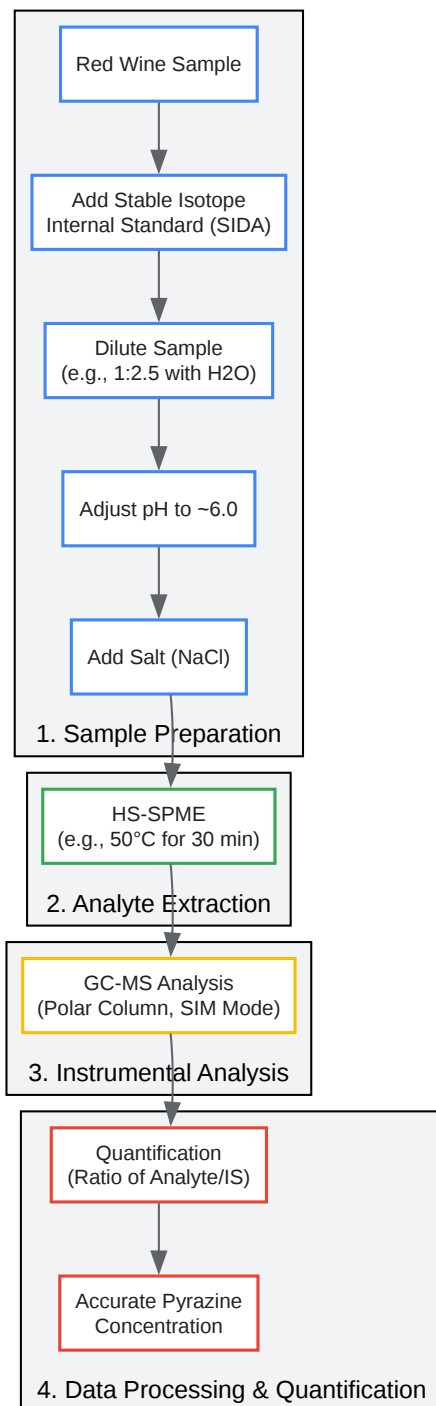 Red Wine Sample
Add Stable Isotope
Internal Standard (SIDA)
Dilute Sample
(e.g., 1:2.5 with H2O)
Adjust pH to ~6.0
Add Salt (NaCl)
1. Sample Preparation
HS-SPME
(e.g., 50°C for 30 min)
2. Analyte Extraction
GC-MS Analysis
(Polar Column, SIM Mode)
3. Instrumental Analysis
Quantification
(Ratio of Analyte/IS)
Accurate Pyrazine
Concentration
4. Data Processing & Quantification